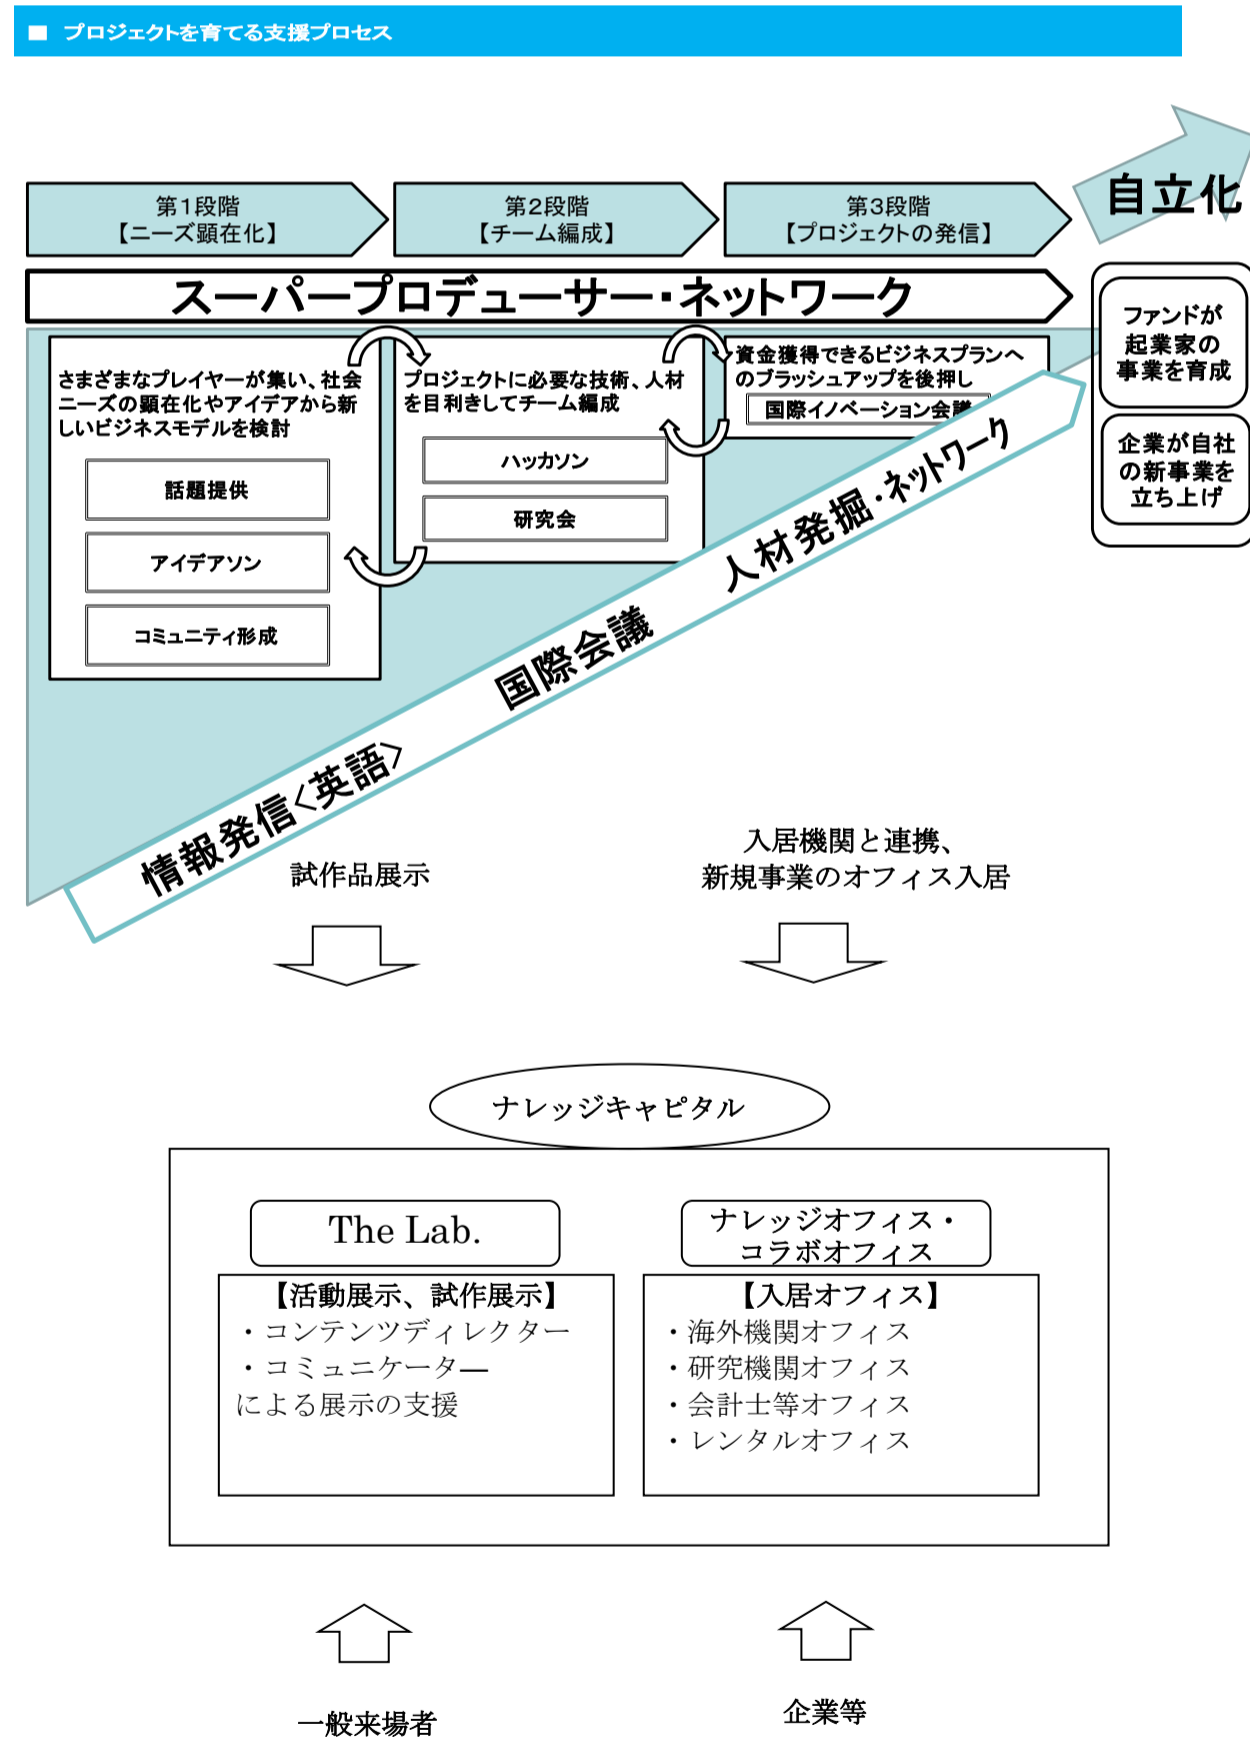 ■ プロジェクトを育てる支援プロセス
自立化
第1段階
【ニーズ顕在化】
第2段階
【チーム編成】
第3段階
【プロジェクトの発信】
スーパープロデューサー・ネットワーク
さまざまなプレイヤーが集い、社会
ニーズの顕在化やアイデアから新
しいビジネスモデルを検討
話題提供
アイデアソン
コミュニティ形成
プロジェクトに必要な技術、人材
を目利きしてチーム編成
ハッカソン
研究会
資金獲得できるビジネスプランへ
のブラッシュアップを後押し
国際イノベーション会議
ファンドが
起業家の
事業を育成
企業が自社
の新事業を
立ち上げ
情報発信<英語> 国際会議 人材発掘・ネットワーク
試作品展示
入居機関と連携、
新規事業のオフィス入居
ナレッジキャピタル
The Lab.
【活動展示、試作展示】
・コンテンツディレクター
・コミュニケーター
による展示の支援
ナレッジオフィス・
コラボオフィス
【入居オフィス】
・海外機関オフィス
・研究機関オフィス
・会計士等オフィス
・レンタルオフィス
一般来場者
企業等